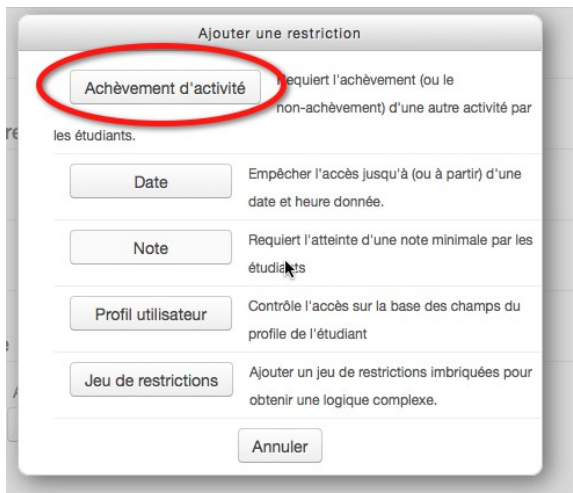 Ajouter une restriction
Achèvement d'activité
Requiert l'achèvement (ou le
non-achèvement) d'une autre activité par
les étudiants.
Date
Empêcher l'accès jusqu'à (ou à partir) d'une
date et heure donnée.
Note
Requiert l'atteinte d'une note minimale par les
étudiants
Profil utilisateur
Contrôle l'accès sur la base des champs du
profile de l'étudiant
Jeu de restrictions
Ajouter un jeu de restrictions imbriquées pour
obtenir une logique complexe.
Annuler